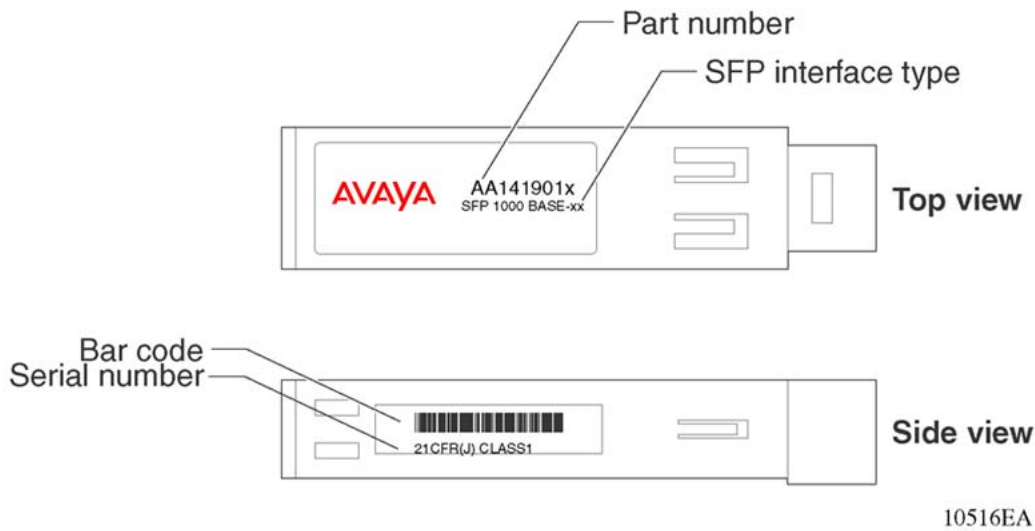 Part number
SFP interface type
AVAYA
AA141901x
SFP 1000 BASE-xx
Top view
Bar code
Serial number
21CFR(J) CLASS1
Side view
10516EA